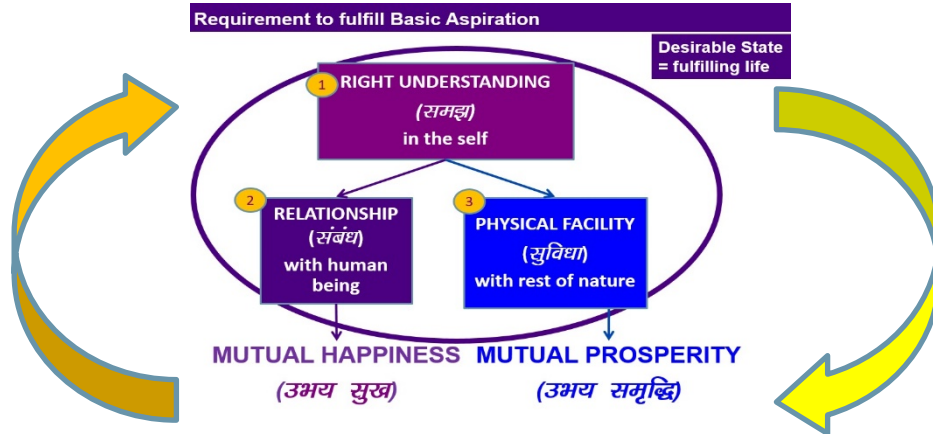 Requirement to fulfill Basic Aspiration
Desirable State
= fulfilling life
1
RIGHT UNDERSTANDING
(समझ)
in the self
2
RELATIONSHIP
(संबंध)
with human
being
3
PHYSICAL FACILITY
(सुविधा)
with rest of nature
MUTUAL HAPPINESS
(उभय सुख)
MUTUAL PROSPERITY
(उभय समृद्धि)